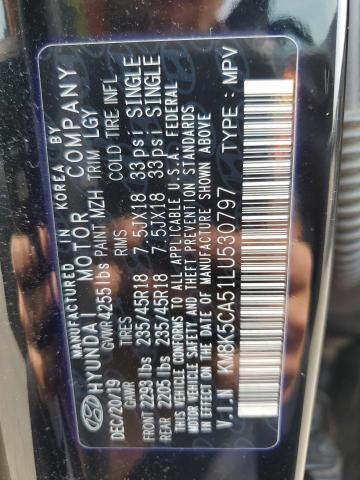 MFD. IN KOREA BY
HYUNDAI MOTOR COMPANY
DEC/20/19 GVWR 4255lbs PAINT MZH TRIM LGY
GAWR TIRES RIMS COLD TIRE INFL
FRONT 2293 lbs 235/45R18 7.5JX18 33 psi SINGLE
REAR 2205 lbs 235/45R18 7.5JX18 33 psi SINGLE
THIS VEHICLE CONFORMS TO ALL APPLICABLE U.S.A. FEDERAL
MOTOR VEHICLE SAFETY AND THEFT PREVENTION STANDARDS
IN EFFECT ON THE DATE OF MANUFACTURE SHOWN ABOVE.
V.I.N KM8K5CA51LU530797 TYPE : MPV